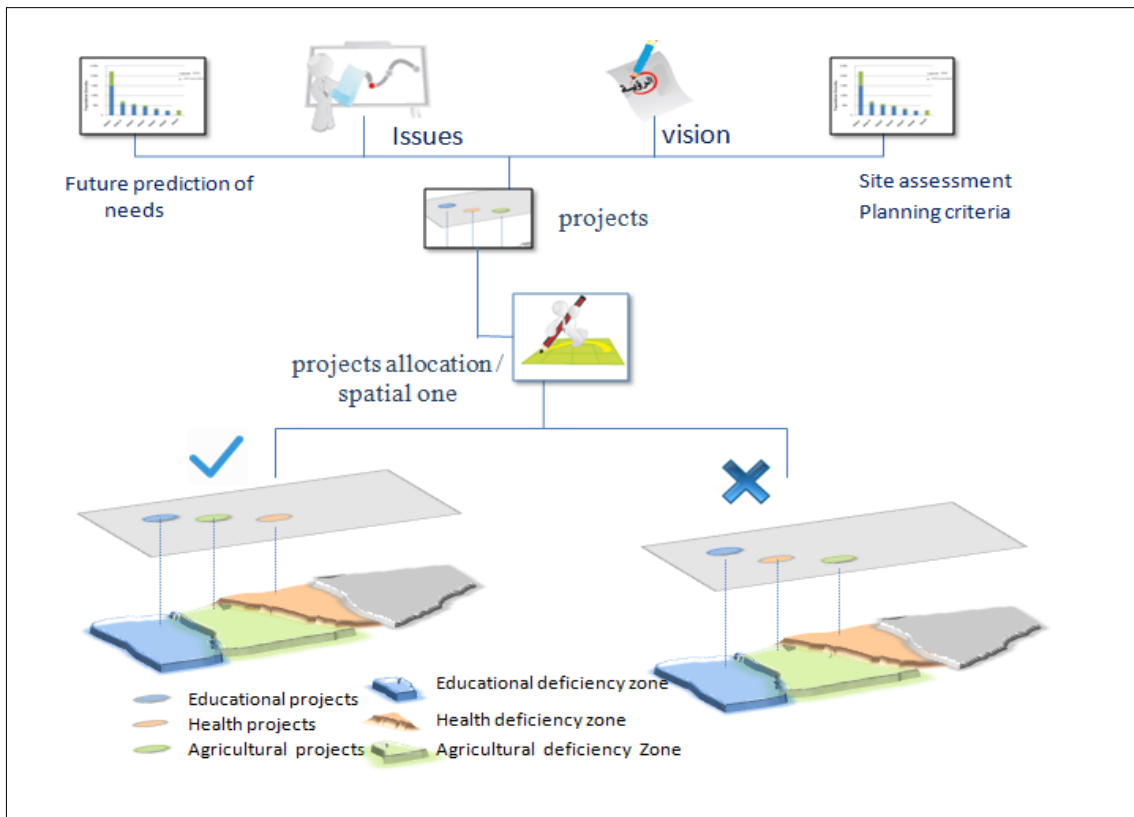 Issues
vision
الرؤية
Future prediction of
needs
Site assessment
Planning criteria
projects
projects allocation /
spatial one
Educational projects
Health projects
Agricultural projects
Educational deficiency zone
Health deficiency zone
Agricultural deficiency Zone